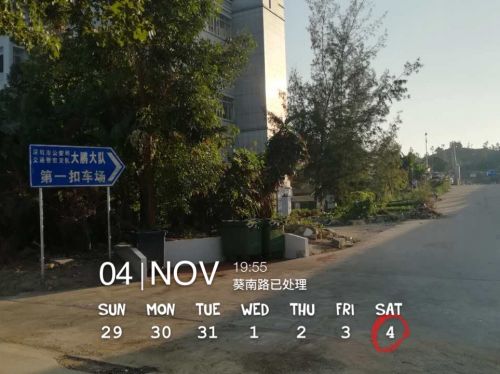 深圳市公安局
交通警察支队 大鹏大队
第一扣车场
04 | NOV 19:55
葵南路已处理
SUN MON TUE WED THU FRI SAT
29 30 31 1 2 3 4